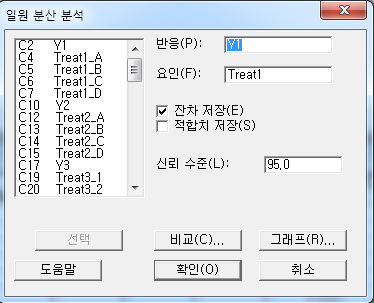 일원 분산 분석
C2 Y1
C4 Treat1_A
C5 Treat1_B
C6 Treat1_C
C7 Treat1_D
C10 Y2
C12 Treat2_A
C13 Treat2_B
C14 Treat2_C
C15 Treat2_D
C17 Y3
C19 Treat3_1
C20 Treat3_2
반응(P): Y1
요인(F): Treat1
잔차 저장(E)
적합치 저장(S)
신뢰 수준(L): 95,0
선택
비교(C)...
그래프(R)...
도움말
확인(O)
취소